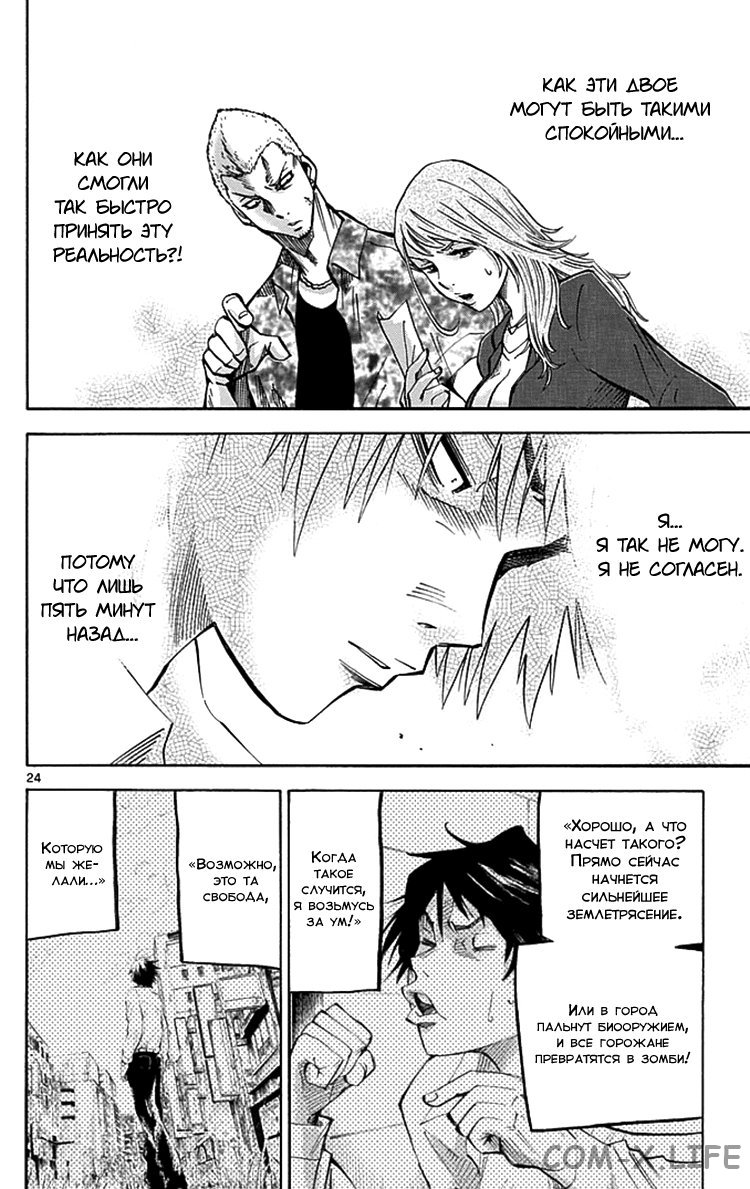 КАК ЭТИ ДВОЕ
МОГУТ БЫТЬ ТАКИМИ
СПОКОЙНЫМИ...
КАК ОНИ
СМОГЛИ
ТАК БЫСТРО
ПРИНЯТЬ ЭТУ
РЕАЛЬНОСТЬ?!
Я...
Я ТАК НЕ МОГУ.
Я НЕ СОГЛАСЕН.
ПОТОМУ
ЧТО ЛИШЬ
ПЯТЬ МИНУТ
НАЗАД...
24
«Хорошо, а что
насчет такого?
Прямо сейчас
начнется
сильнейшее
землетрясение.
Или в город
пальнут биооружием,
и все горожане
превратятся в зомби!
Когда
такое
случится,
я возьмусь
за ум!»
«Возможно,
это та
свобода,
Которую
мы же-
лали...»
COM-X.LIFE